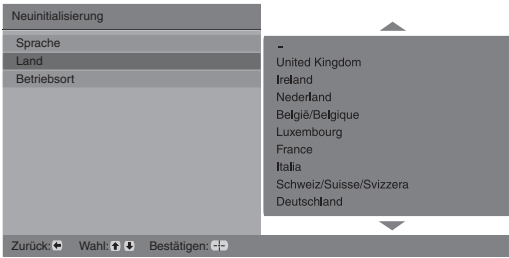 Neuinitialisierung
Sprache
Land
Betriebsort
-
United Kingdom
Ireland
Nederland
België/Belgique
Luxembourg
France
Italia
Schweiz/Suisse/Svizzera
Deutschland
Zurück: Wahl: Bestätigen: